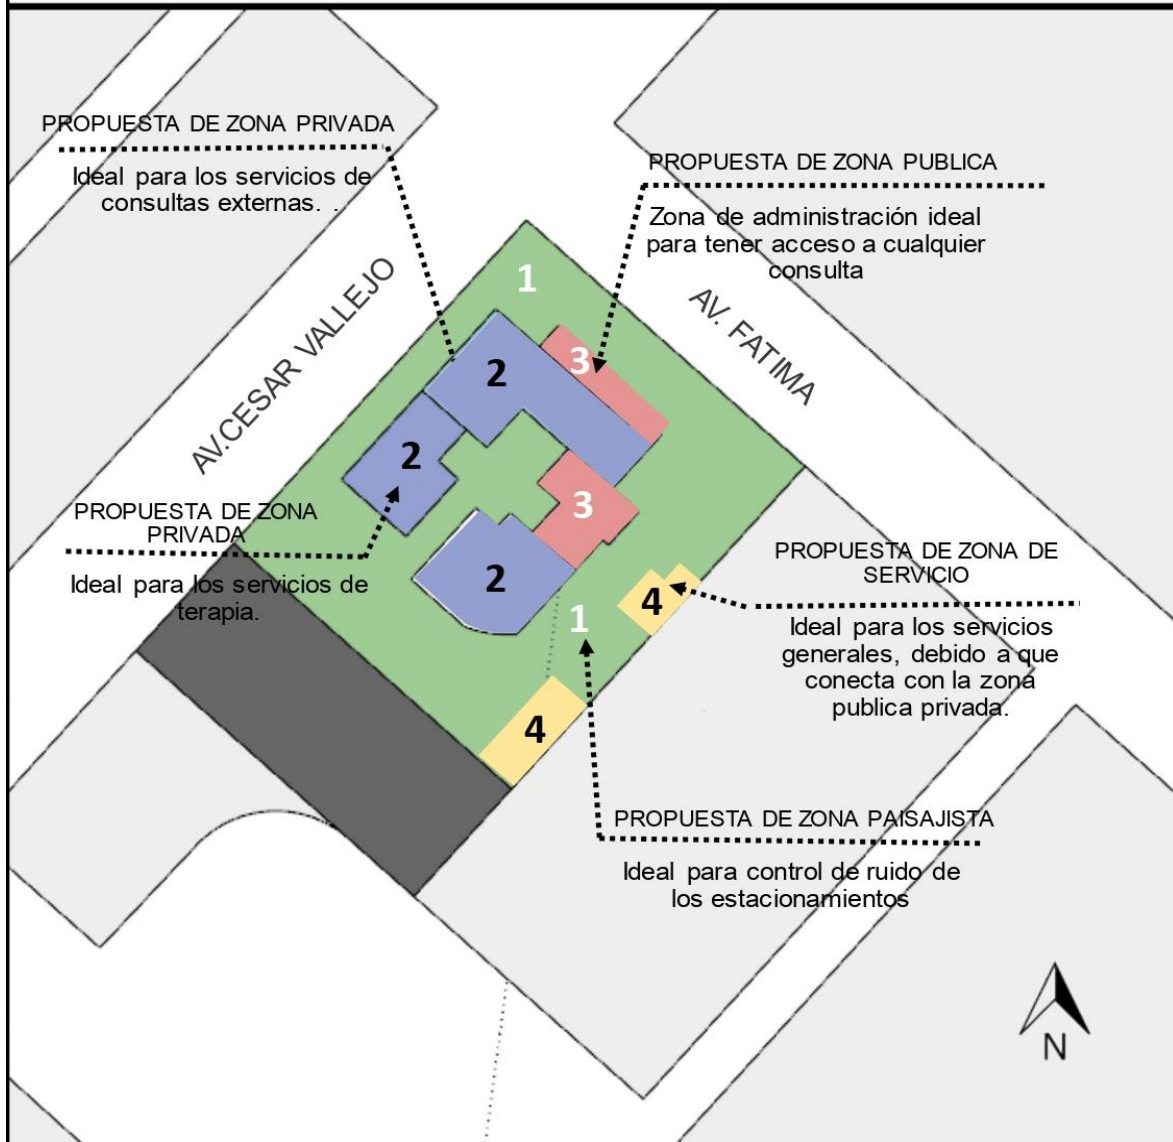 PROPUESTA DE ZONA PRIVADA
Ideal para los servicios de
consultas externas. .
PROPUESTA DE ZONA PUBLICA
Zona de administración ideal
para tener acceso a cualquier
consulta
1
AV.CESAR VALLEJO
AV. FATIMA
3
2
2
PROPUESTA DE ZONA
PRIVADA
Ideal para los servicios de
terapia.
3
2
PROPUESTA DE ZONA DE
SERVICIO
Ideal para los servicios
generales, debido a que
conecta con la zona
publica privada.
4
1
4
PROPUESTA DE ZONA PAISAJISTA
Ideal para control de ruido de
los estacionamientos
N